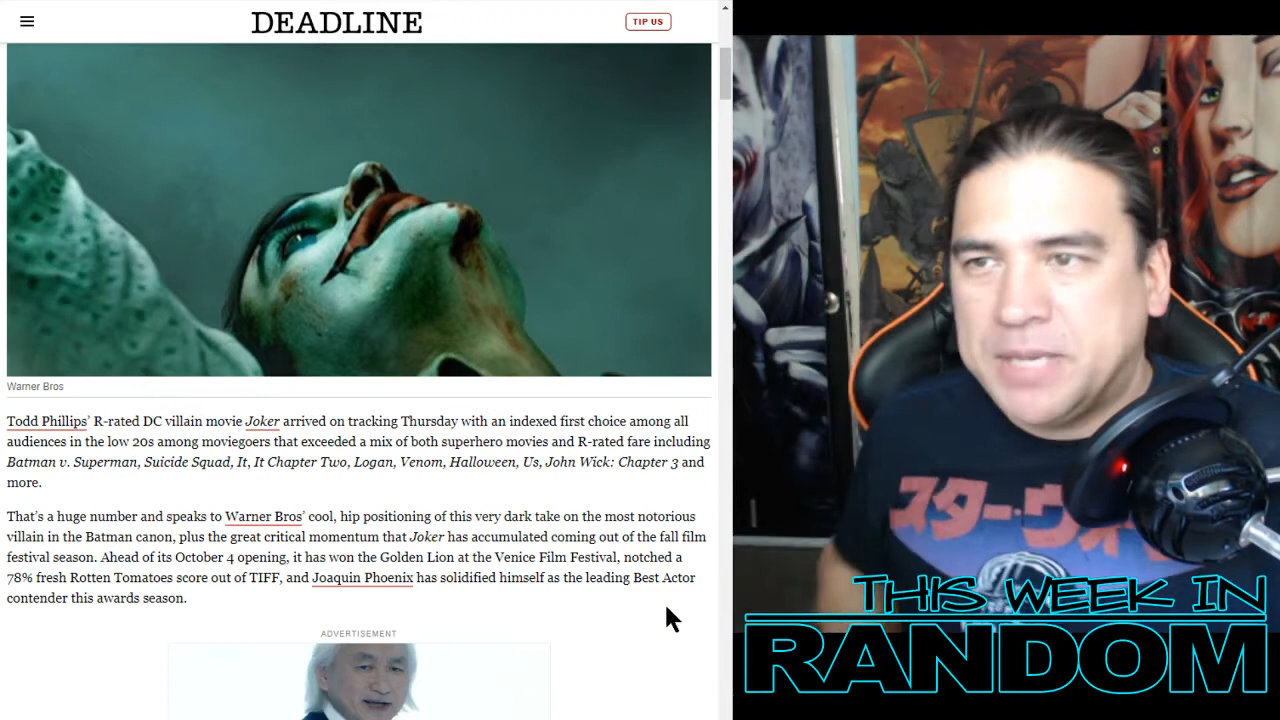 DEADLINE
TIP US
Warner Bros
Todd Phillips’ R-rated DC villain movie Joker arrived on tracking Thursday with an indexed first choice among all
audiences in the low 20s among moviegoers that exceeded a mix of both superhero movies and R-rated fare including
Batman v. Superman, Suicide Squad, It, It Chapter Two, Logan, Venom, Halloween, Us, John Wick: Chapter 3 and
more.
That’s a huge number and speaks to Warner Bros’ cool, hip positioning of this very dark take on the most notorious
villain in the Batman canon, plus the great critical momentum that Joker has accumulated coming out of the fall film
festival season. Ahead of its October 4 opening, it has won the Golden Lion at the Venice Film Festival, notched a
78% fresh Rotten Tomatoes score out of TIFF, and Joaquin Phoenix has solidified himself as the leading Best Actor
contender this awards season.
ADVERTISEMENT
スター・ウォ
THIS WEEK IN
RANDOM